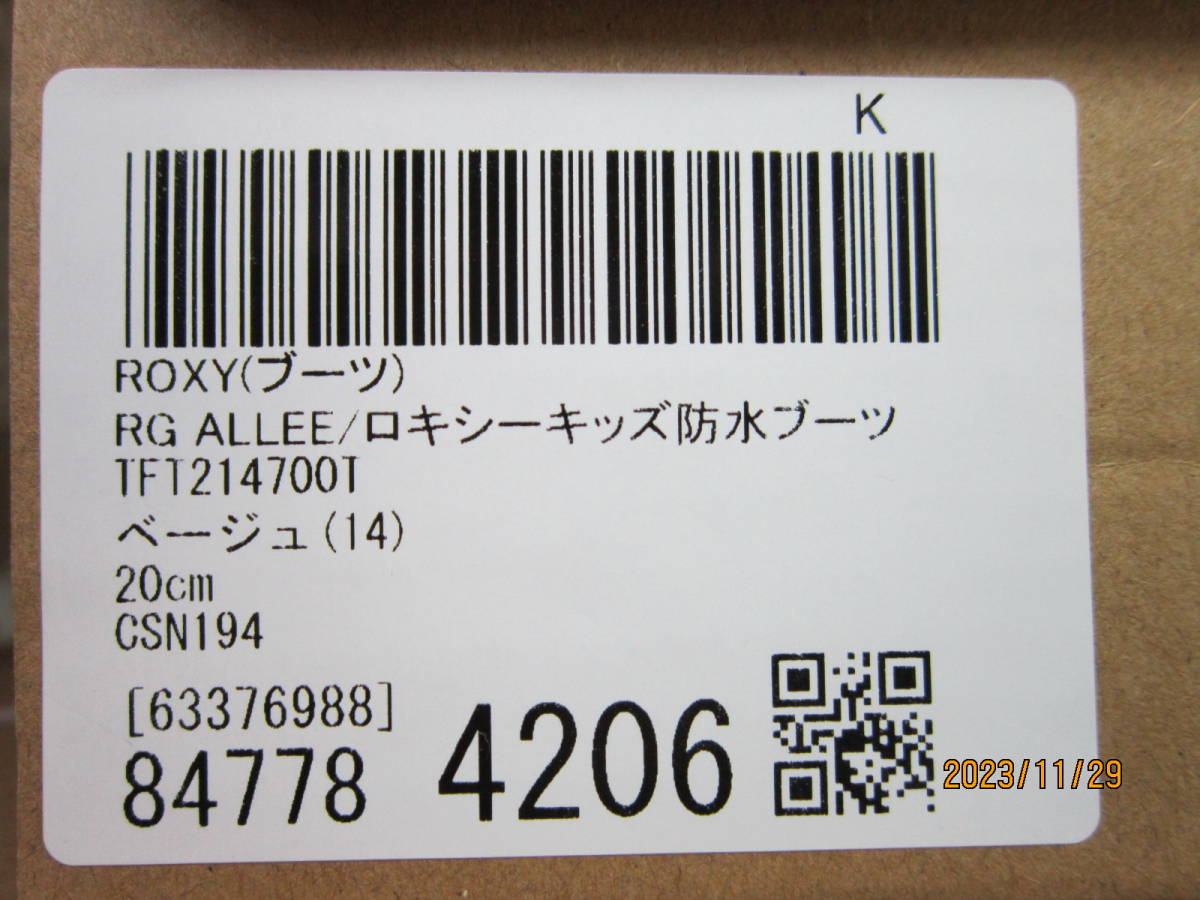 K
ROXY(ブーツ)
RG ALLEE/ロキシーキッズ防水ブーツ
TFT214700T
ベージュ(14)
20cm
CSN194
[63376988]
84778 4206
2023/11/29